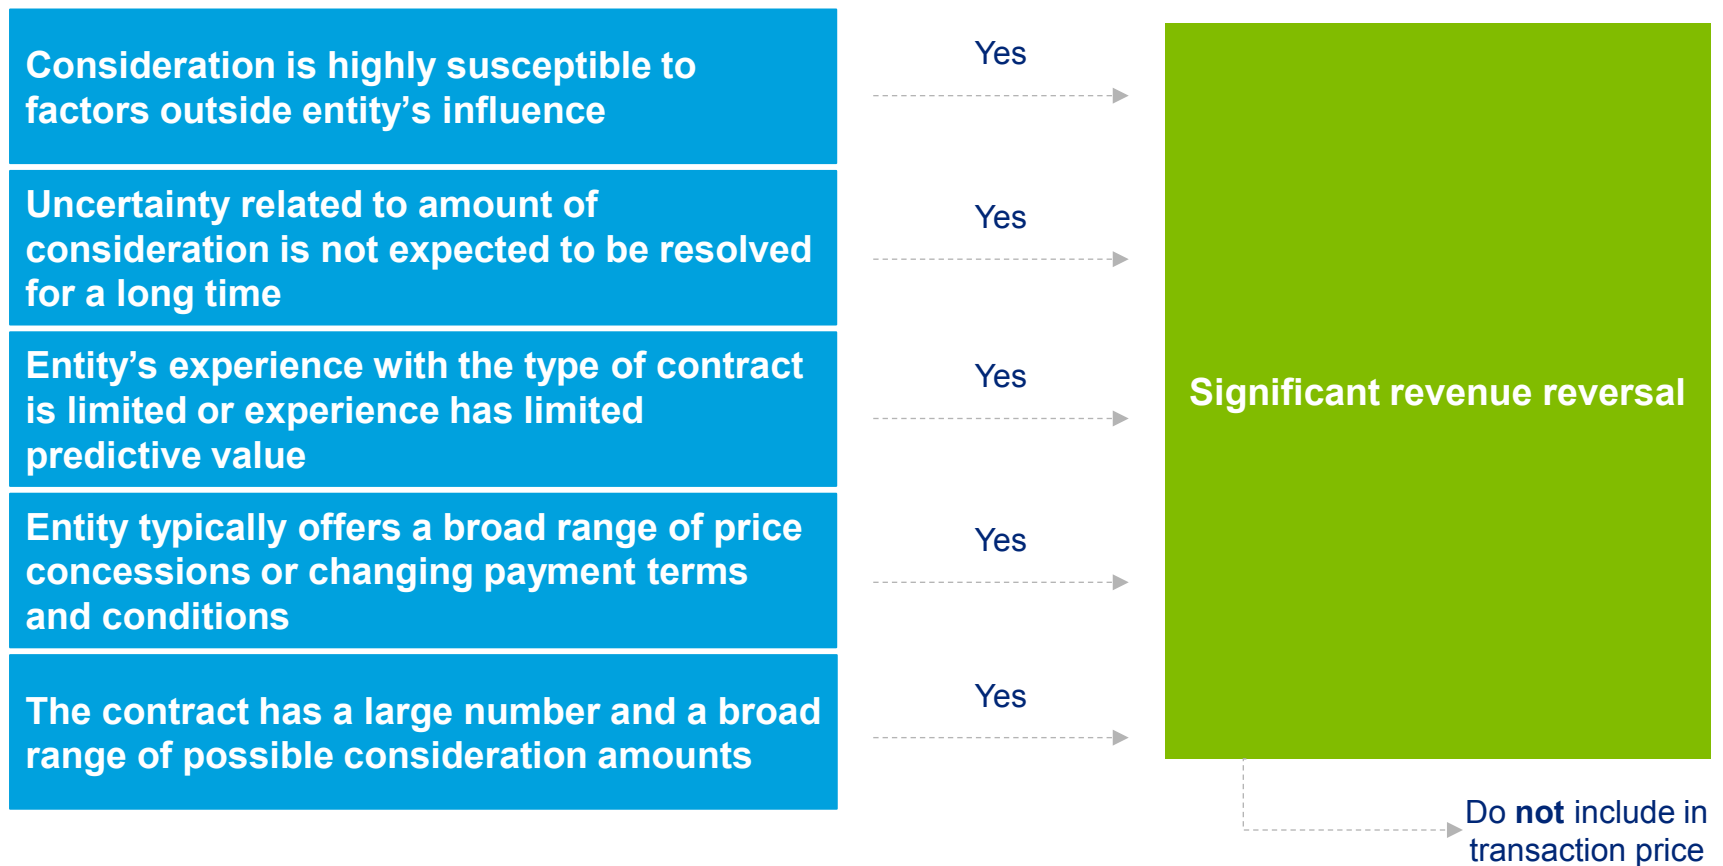 Consideration is highly susceptible to
factors outside entity’s influence
Yes
Uncertainty related to amount of
consideration is not expected to be resolved
for a long time
Yes
Entity’s experience with the type of contract
is limited or experience has limited
predictive value
Yes
Entity typically offers a broad range of price
concessions or changing payment terms
and conditions
Yes
The contract has a large number and a broad
range of possible consideration amounts
Yes
Significant revenue reversal
Do not include in
transaction price